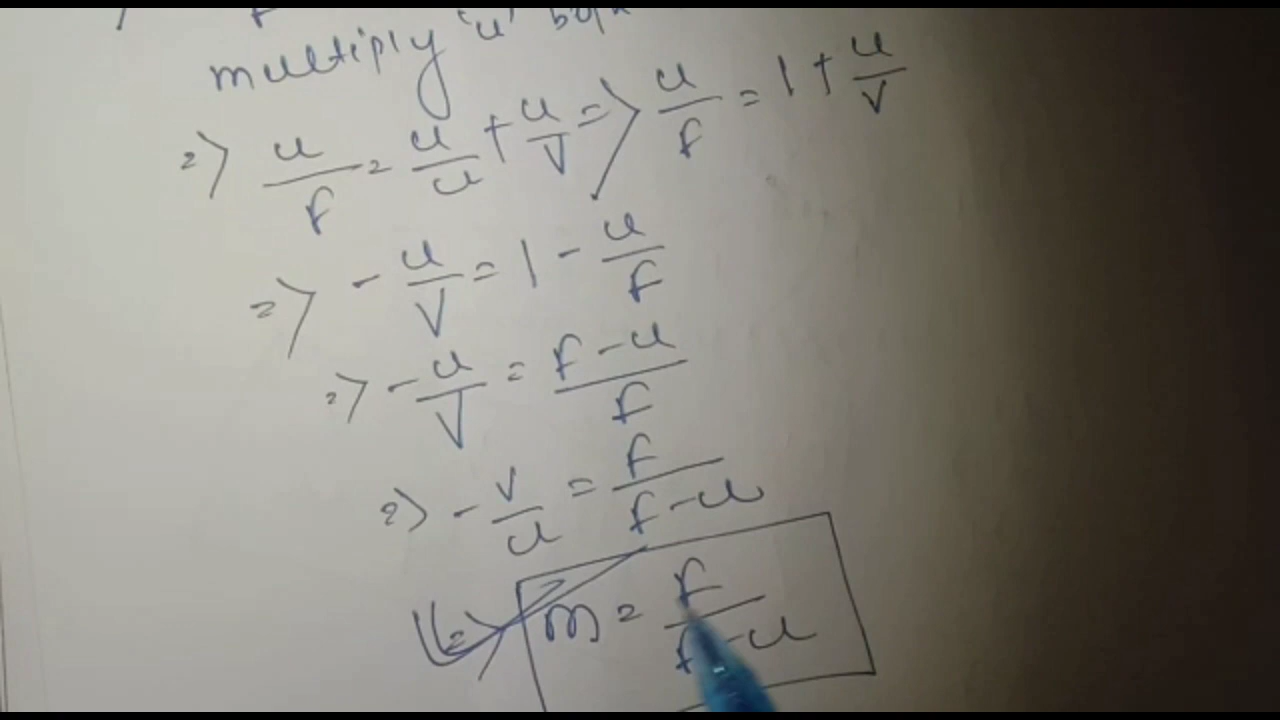 multiply 'u' both
=> u/f = u/u + u/v => u/f = 1 + u/v
=> - u/v = 1 - u/f
=> - u/v = f - u/f
=> - v/u = f/f - u
=> m = f/f - u